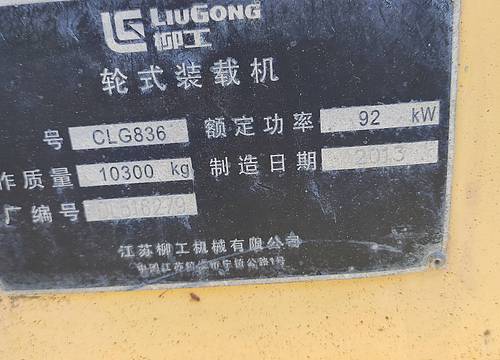 LIUGONG
柳工
轮式装载机
号 CLG836 额定功率 92 kW
作质量 10300 kg 制造日期 2013
厂编号
江苏柳工机械有限公司